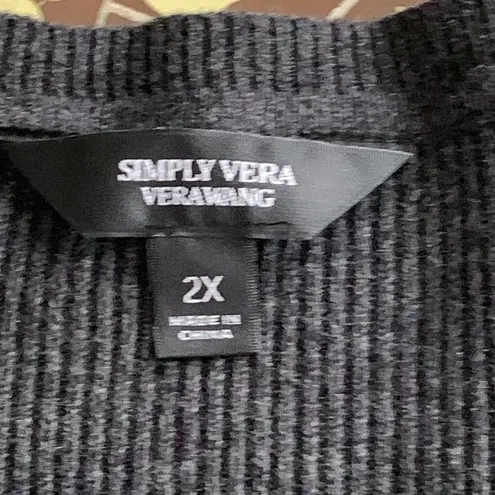 SIMPLY VERA
VERAWANG
2X
MADE IN
CHINA